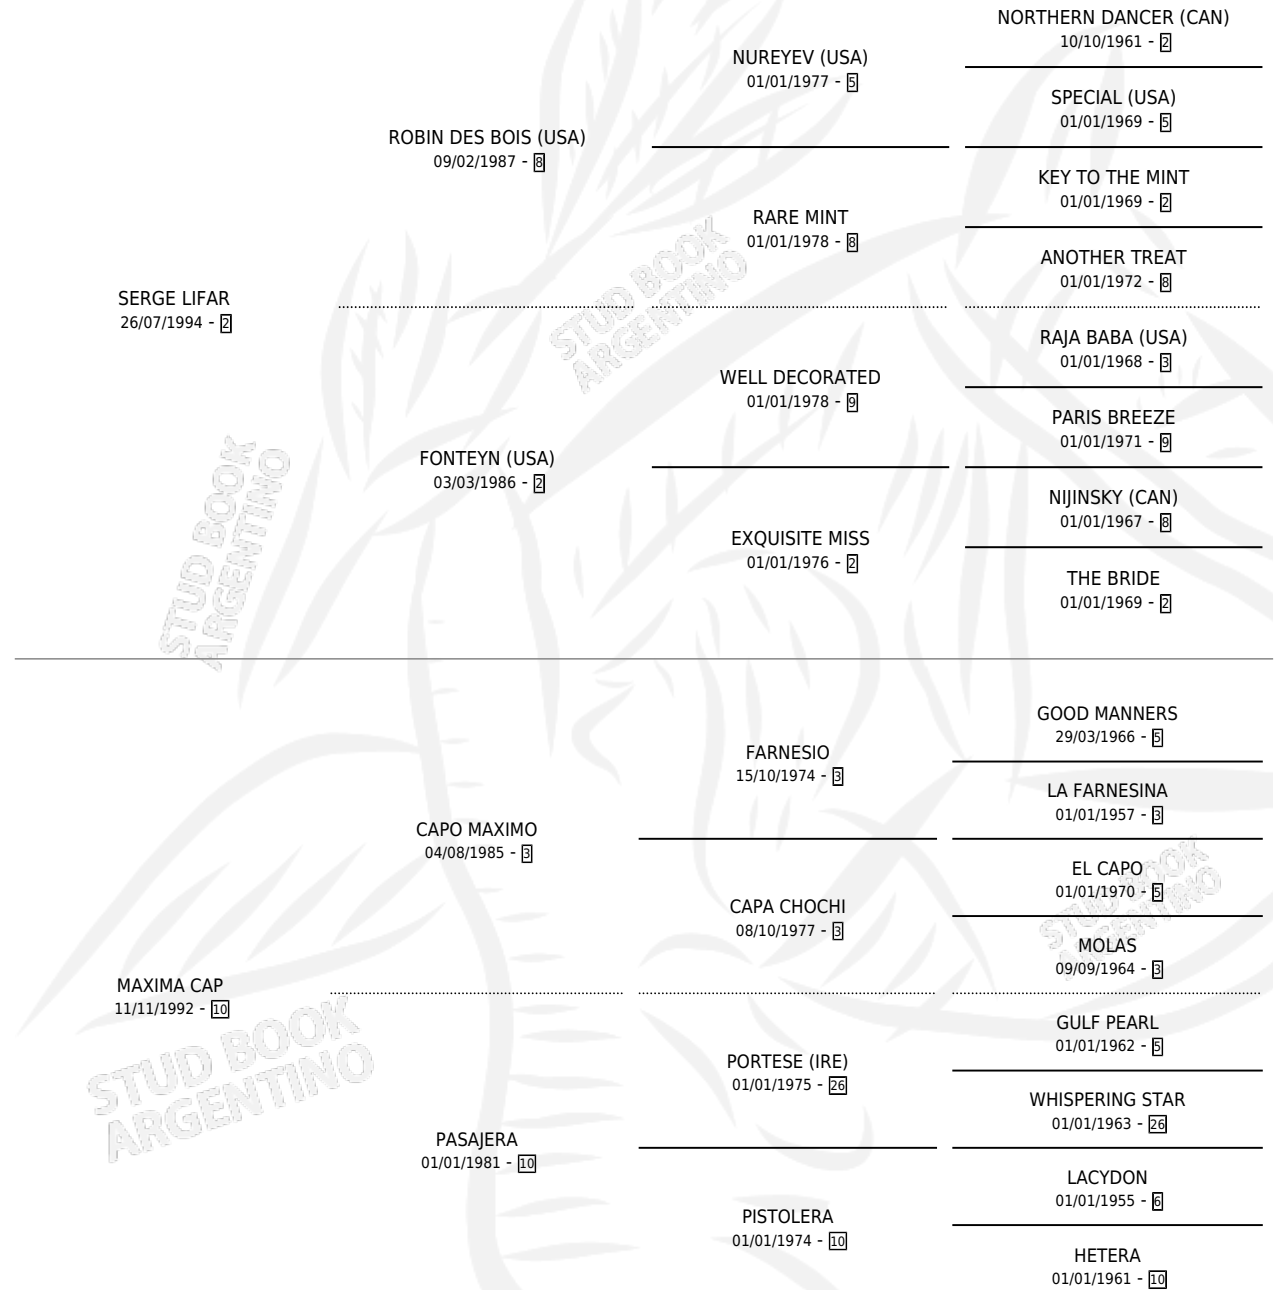 NORTHERN DANCER (CAN)
10/10/1961 - 2
NUREYEV (USA)
01/01/1977 - 5
SPECIAL (USA)
01/01/1969 - 5
ROBIN DES BOIS (USA)
09/02/1987 - 8
KEY TO THE MINT
01/01/1969 - 2
RARE MINT
01/01/1978 - 8
ANOTHER TREAT
01/01/1972 - 8
SERGE LIFAR
26/07/1994 - 2
STUD BOOK
ARGENTINO
RAJA BABA (USA)
01/01/1968 - 3
WELL DECORATED
01/01/1978 - 9
PARIS BREEZE
01/01/1971 - 9
FONTEYN (USA)
03/03/1986 - 2
NIJINSKY (CAN)
01/01/1967 - 8
EXQUISITE MISS
01/01/1976 - 2
THE BRIDE
01/01/1969 - 2
STUD BOOK
ARGENTINO
GOOD MANNERS
29/03/1966 - 5
FARNESIO
15/10/1974 - 3
LA FARNESINA
01/01/1957 - 3
CAPO MAXIMO
04/08/1985 - 3
EL CAPO
01/01/1970 - 5
CAPA CHOCHI
08/10/1977 - 3
MOLAS
09/09/1964 - 3
STUD BOOK
ARGENTINO
MAXIMA CAP
11/11/1992 - 10
GULF PEARL
01/01/1962 - 5
PORTESE (IRE)
01/01/1975 - 26
WHISPERING STAR
01/01/1963 - 26
STUD BOOK
ARGENTINO
PASAJERA
01/01/1981 - 10
LACYDON
01/01/1955 - 6
PISTOLERA
01/01/1974 - 10
HETERA
01/01/1961 - 10